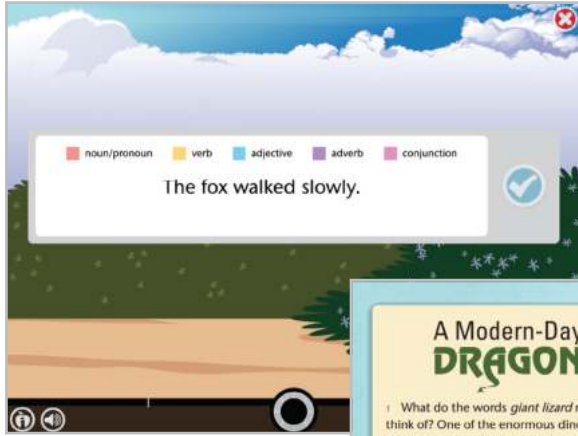 noun/pronoun verb adjective adverb conjunction
The fox walked slowly.
A Modern-Day
DRAGON
1 What do the words giant lizard
think of? One of the enormous